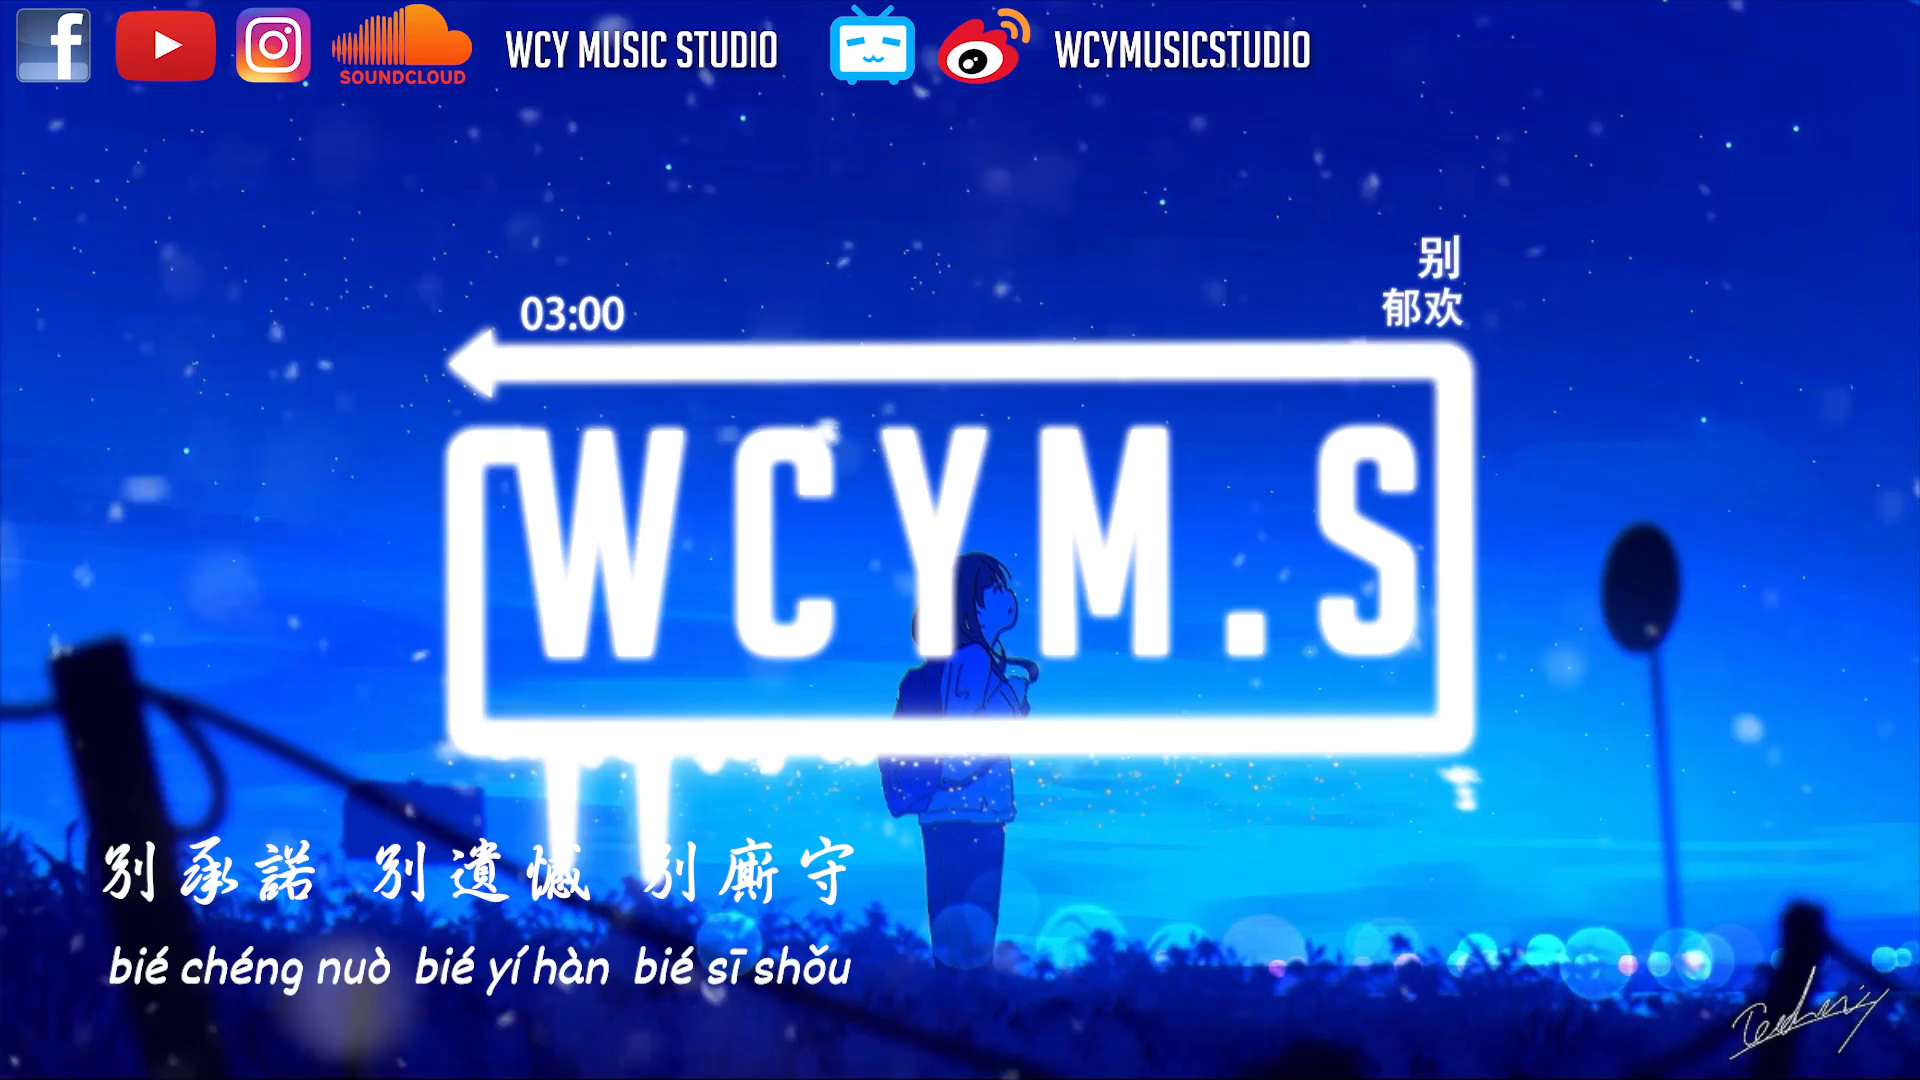 SOUNDCLOUD
WCY MUSIC STUDIO
WCYMUSICSTUDIO
别
郁欢
03:00
WCYM.S
別承諾 別遺憾 別廝守
bié chéng nuò bié yí hàn bié sī shǒu